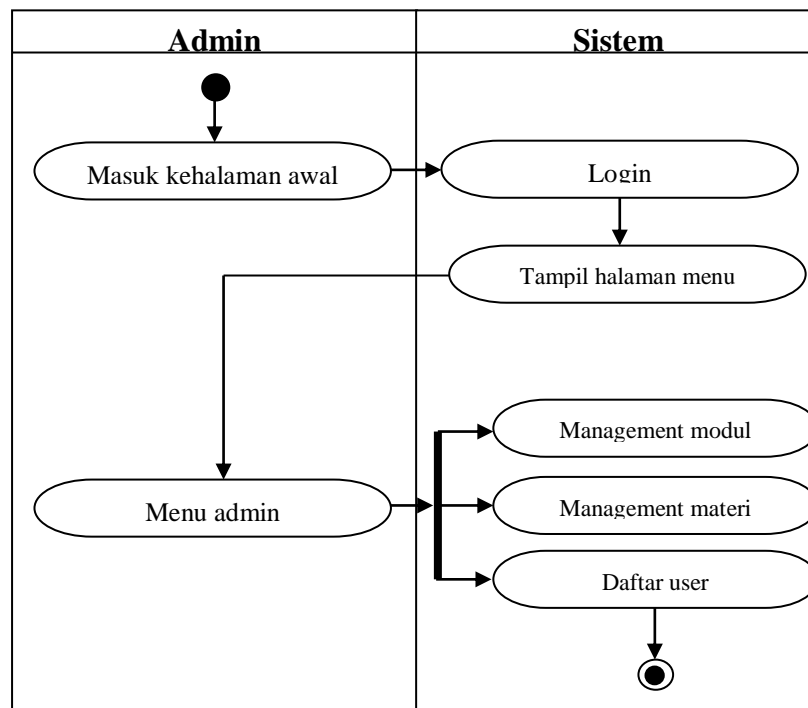 Admin
Sistem
Masuk kehalaman awal
Login
Tampil halaman menu
Management modul
Menu admin
Management materi
Daftar user